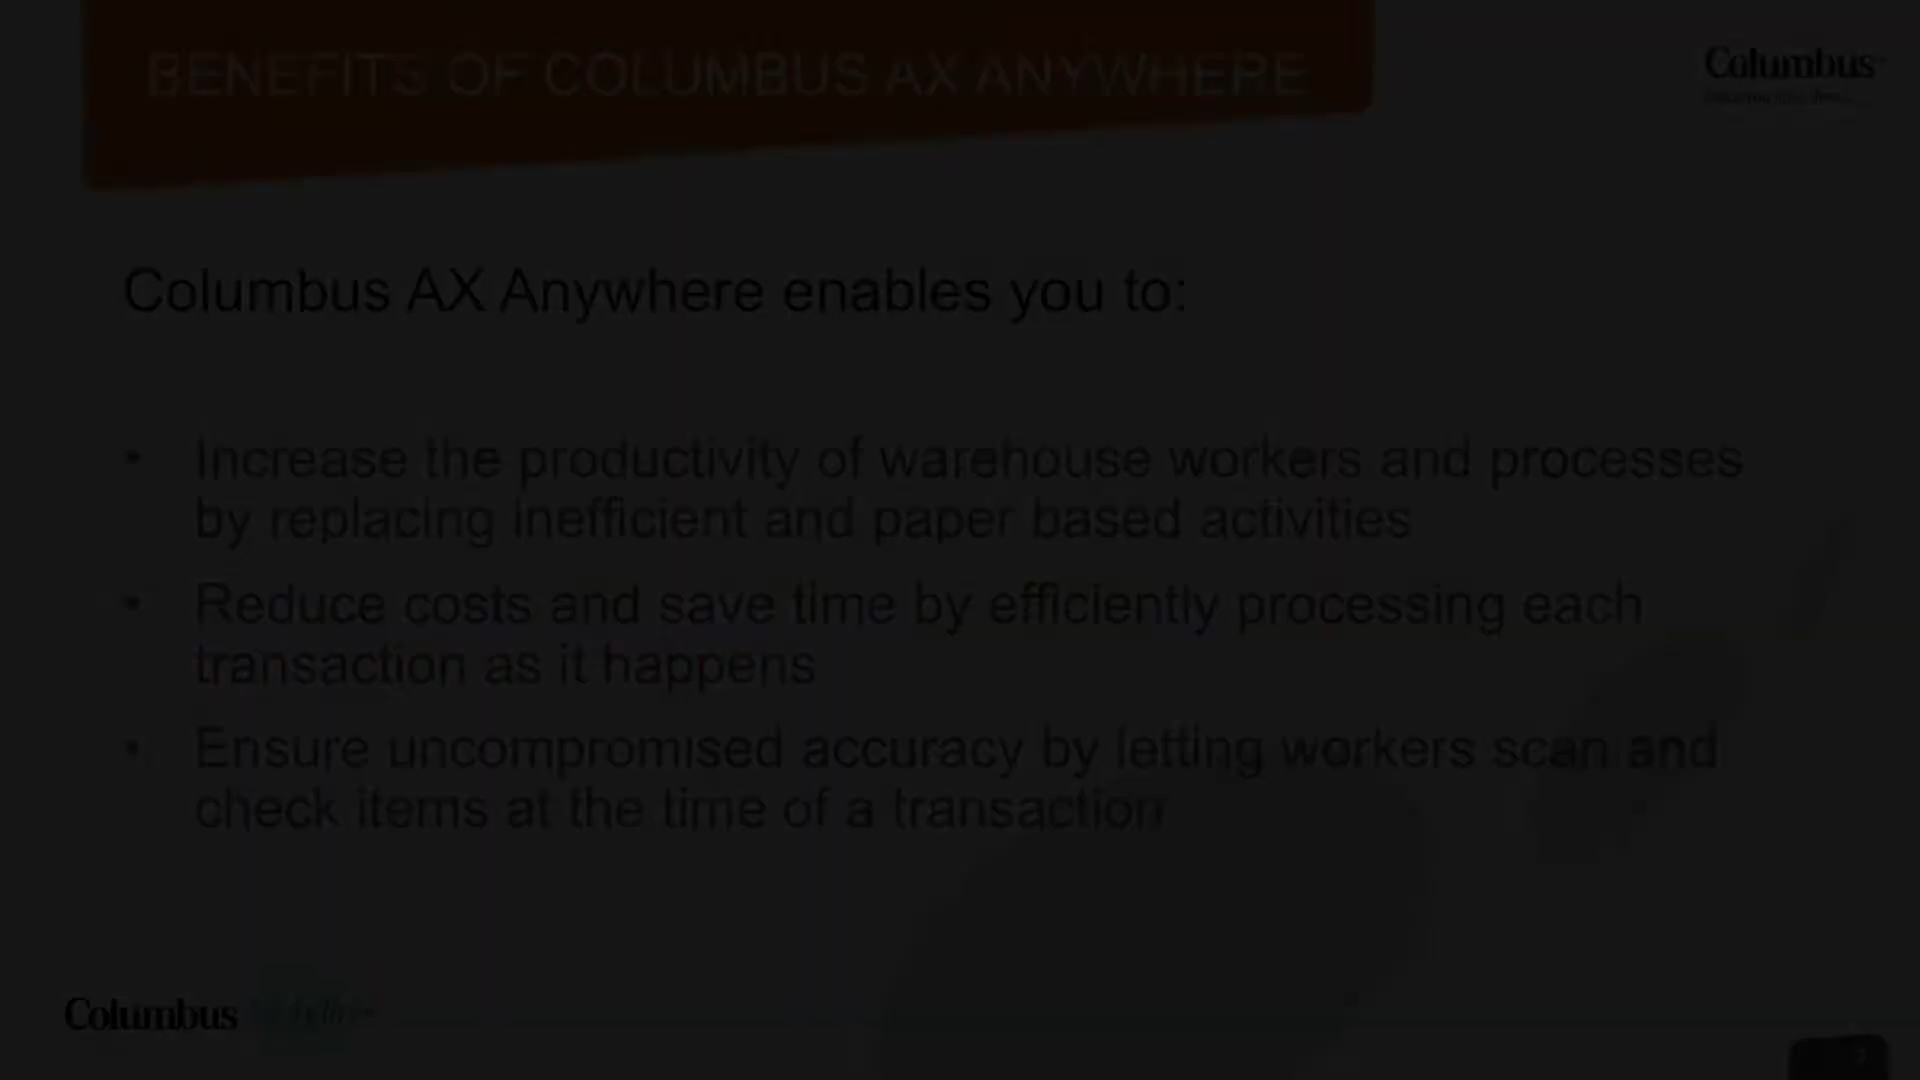 BENEFITS OF COLUMBUS AX ANYWHERE
Columbus
Columbus AX Anywhere enables you to:
• Increase the productivity of warehouse workers and processes
by replacing inefficient and paper based activities
• Reduce costs and save time by efficiently processing each
transaction as it happens
• Ensure uncompromised accuracy by letting workers scan and
check items at the time of a transaction
Columbus